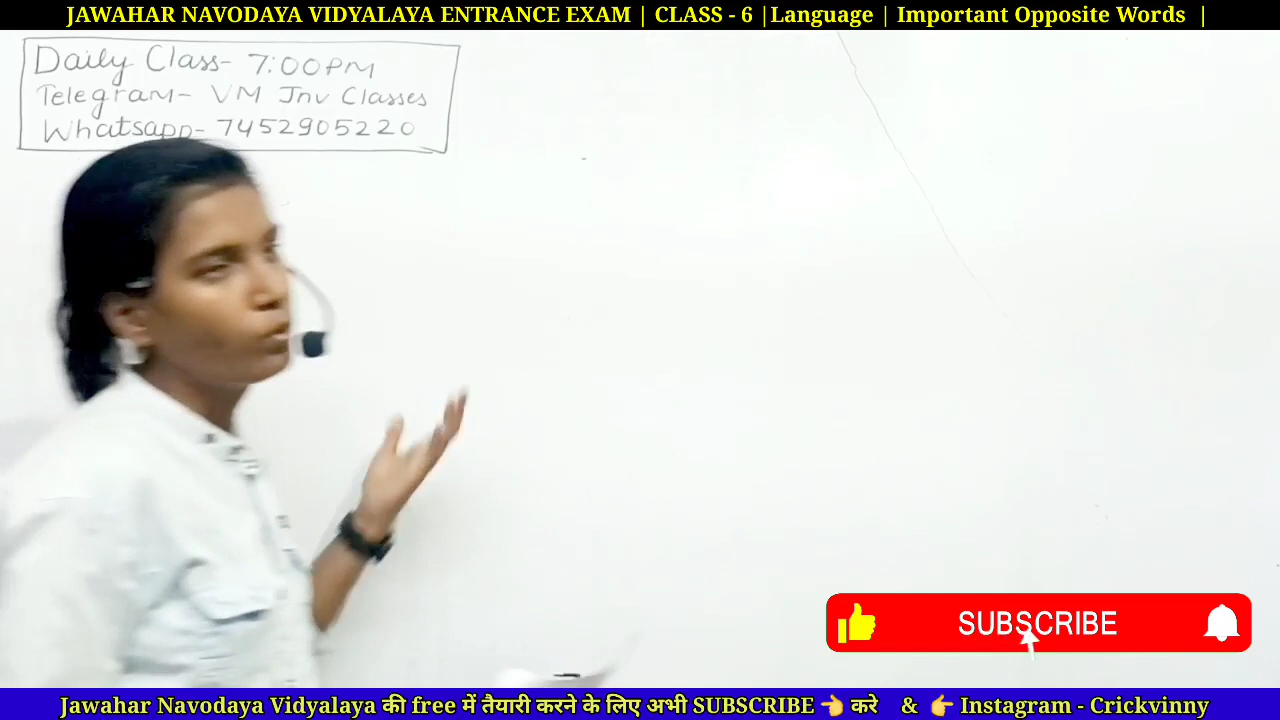 JAWAHAR NAVODAYA VIDYALAYA ENTRANCE EXAM | CLASS - 6 |Language | Important Opposite Words |
Daily Class- 7:00PM
Telegram- VM Jnv Classes
Whatsapp- 7452905220
SUBSCRIBE
Jawahar Navodaya Vidyalaya की free में तैयारी करने के लिए अभी SUBSCRIBE 👈 करे & 👉 Instagram - Crickvinny